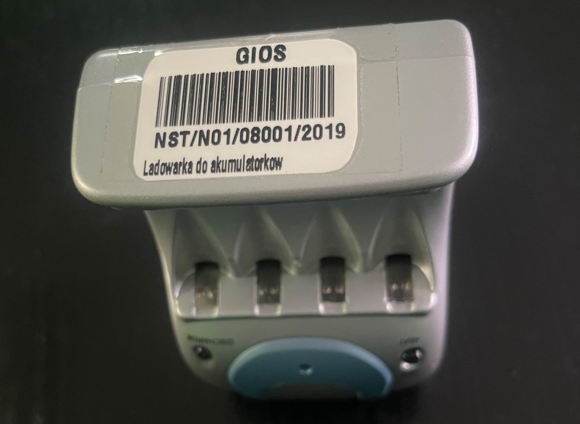 GIOS
NST/N01/08001/2019
Ladowarka do akumulatorkow